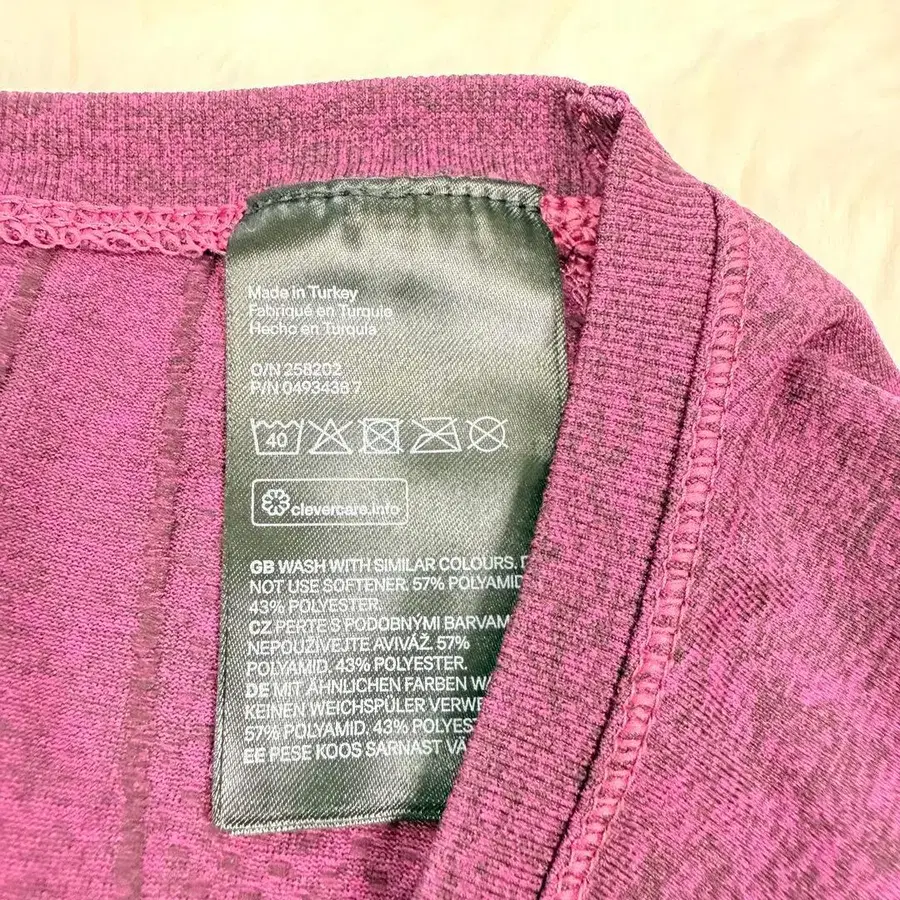 Made in Turkey
Fabriqué en Turquie
Hecho en Turquía
O/N 258202
P/N 0493438 7
40
clevercare.info
GB WASH WITH SIMILAR COLOURS. D
NOT USE SOFTENER. 57% POLYAMID
43% POLYESTER.
CZ PERTE S PODOBNÝMI BARVAM
NEPOUŽÍVEJTE AVIVÁŽ. 57%
POLYAMID. 43% POLYESTER.
DE MIT ÄHNLICHEN FARBEN WA
KEINEN WEICHSPÜLER VERWE
57% POLYAMID. 43% POLYES
EE PESE KOOS SARNAST VÄ